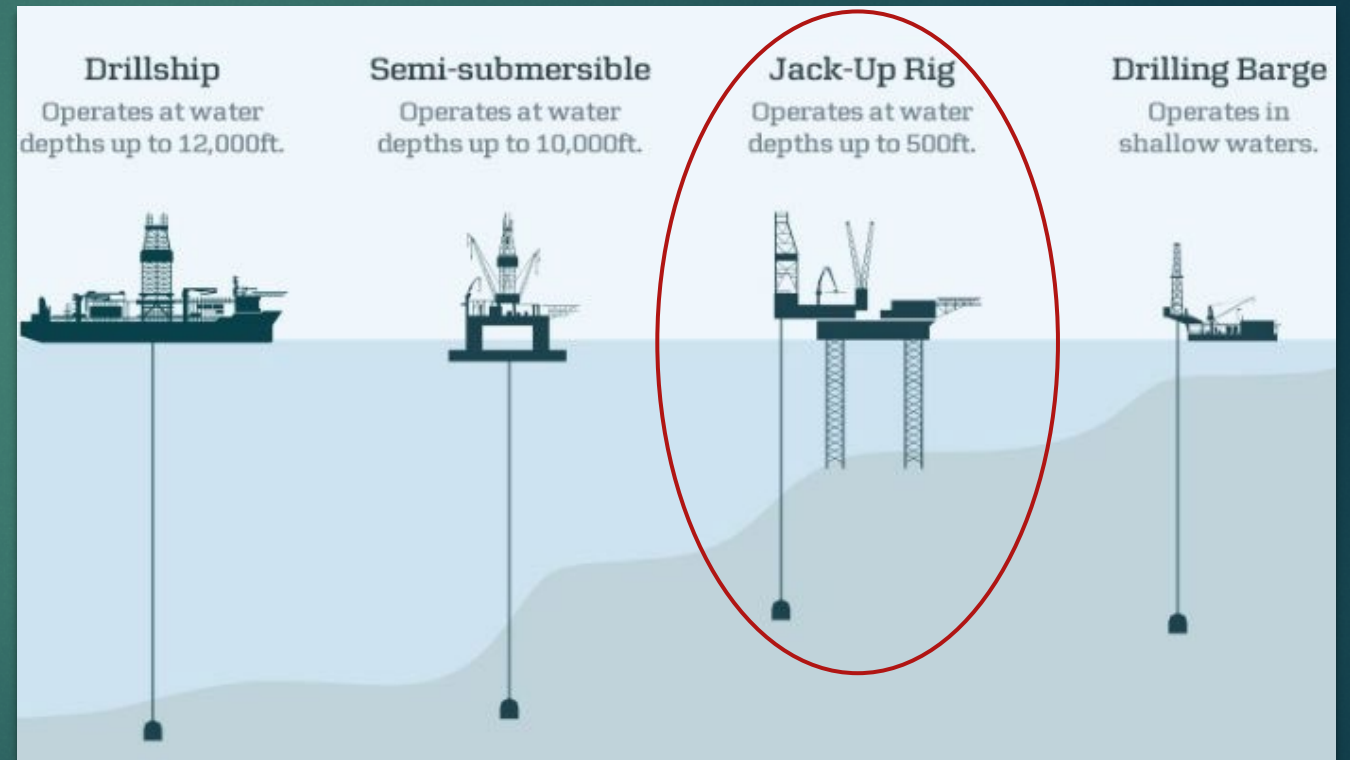 Drillship
Operates at water
depths up to 12,000ft.
Semi-submersible
Operates at water
depths up to 10,000ft.
Jack-Up Rig
Operates at water
depths up to 500ft.
Drilling Barge
Operates in
shallow waters.